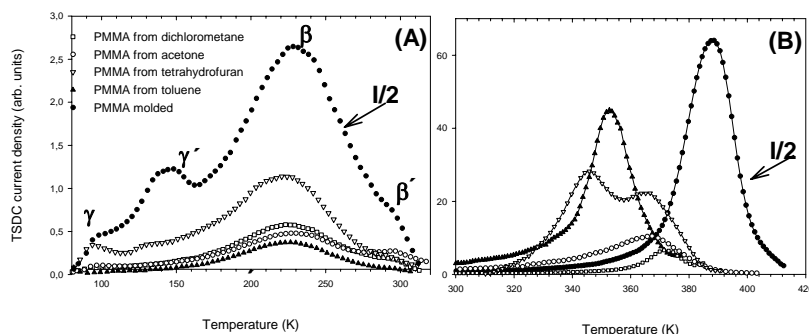 (A)
β
γ´
γ
I/2
β´
PMMA from dichlorometane
PMMA from acetone
PMMA from tetrahydrofuran
PMMA from toluene
PMMA molded
TSDC current density (arb. units)
3,0
2,5
2,0
1,5
1,0
0,5
0,0
100 150 200 250 300
Temperature (K)
(B)
I/2
60
40
20
0
300 340 360 380 400 420
Temperature (K)